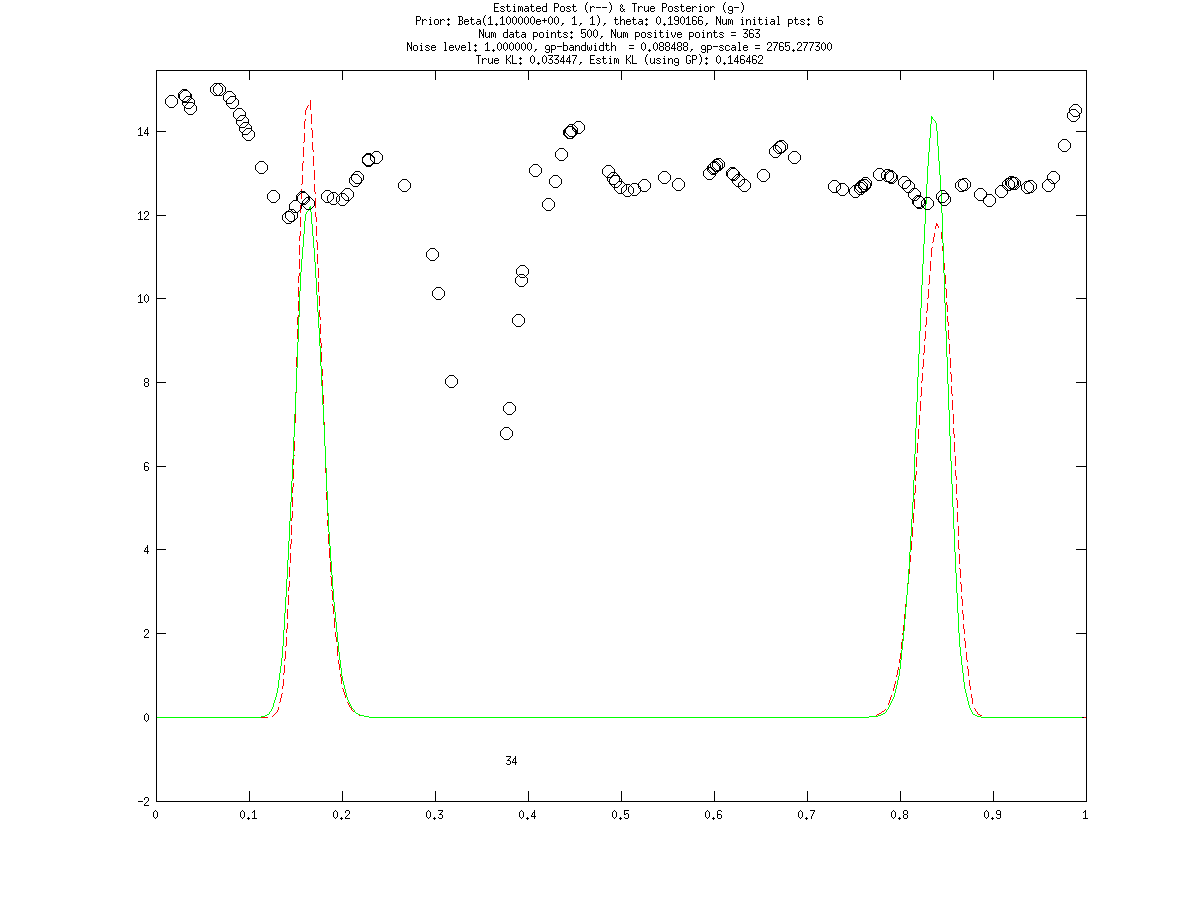 Estimated Post (r--) & True Posterior (g-)
Prior: Beta(1.100000e+00, 1, 1), theta: 0.190166, Num initial pts: 6
Num data points: 500, Num positive points = 363
Noise level: 1.000000, gp-bandwidth  = 0.088488, gp-scale = 2765.277300
True KL: 0.033447, Estim KL (using GP): 0.146462
14
12
10
8
6
4
2
0
34
-2
0 0.1 0.2 0.3 0.4 0.5 0.6 0.7 0.8 0.9 1